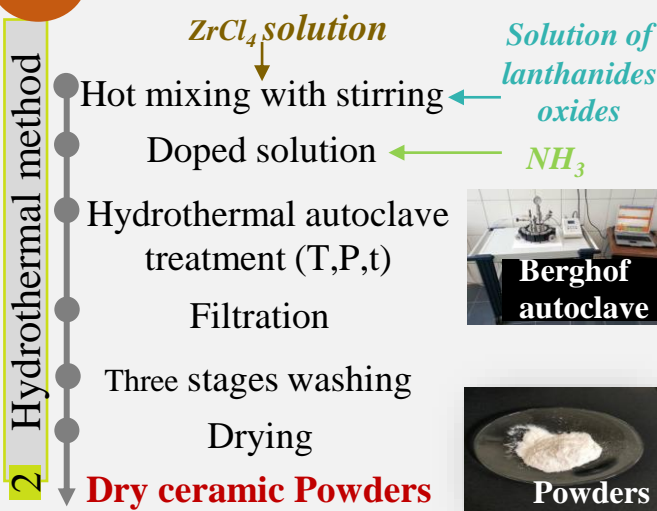 2 Hydrothermal method
ZrCl₄ solution
Solution of
lanthanides
oxides
Hot mixing with stirring
Doped solution
NH₃
Hydrothermal autoclave
treatment (T,P,t)
Berghof
autoclave
Filtration
Three stages washing
Drying
Dry ceramic Powders
Powders